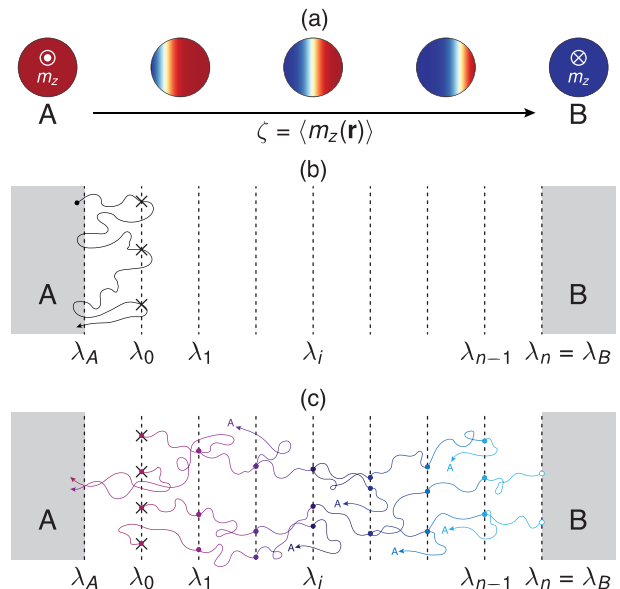 (a)
⊙ ⊗
m_z m_z
A B
ζ = ⟨m_z(r)⟩
(b)
A B
λ_A λ_0 λ_1 λ_i λ_{n−1} λ_n = λ_B
(c)
A A
A B
A
A A A
λ_A λ_0 λ_1 λ_i λ_{n−1} λ_n = λ_B